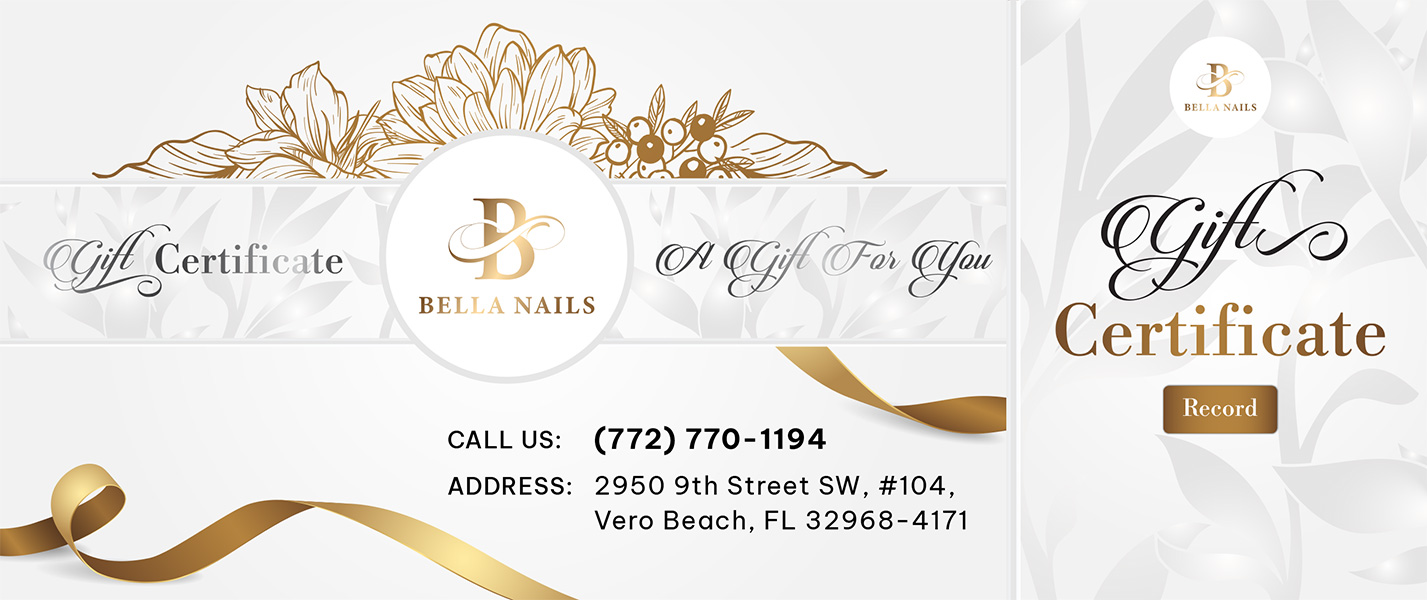 Gift Certificate
B
BELLA NAILS
A Gift For You
CALL US: (772) 770-1194
ADDRESS: 2950 9th Street SW, #104,
Vero Beach, FL 32968-4171
B
BELLA NAILS
Gift
Certificate
Record